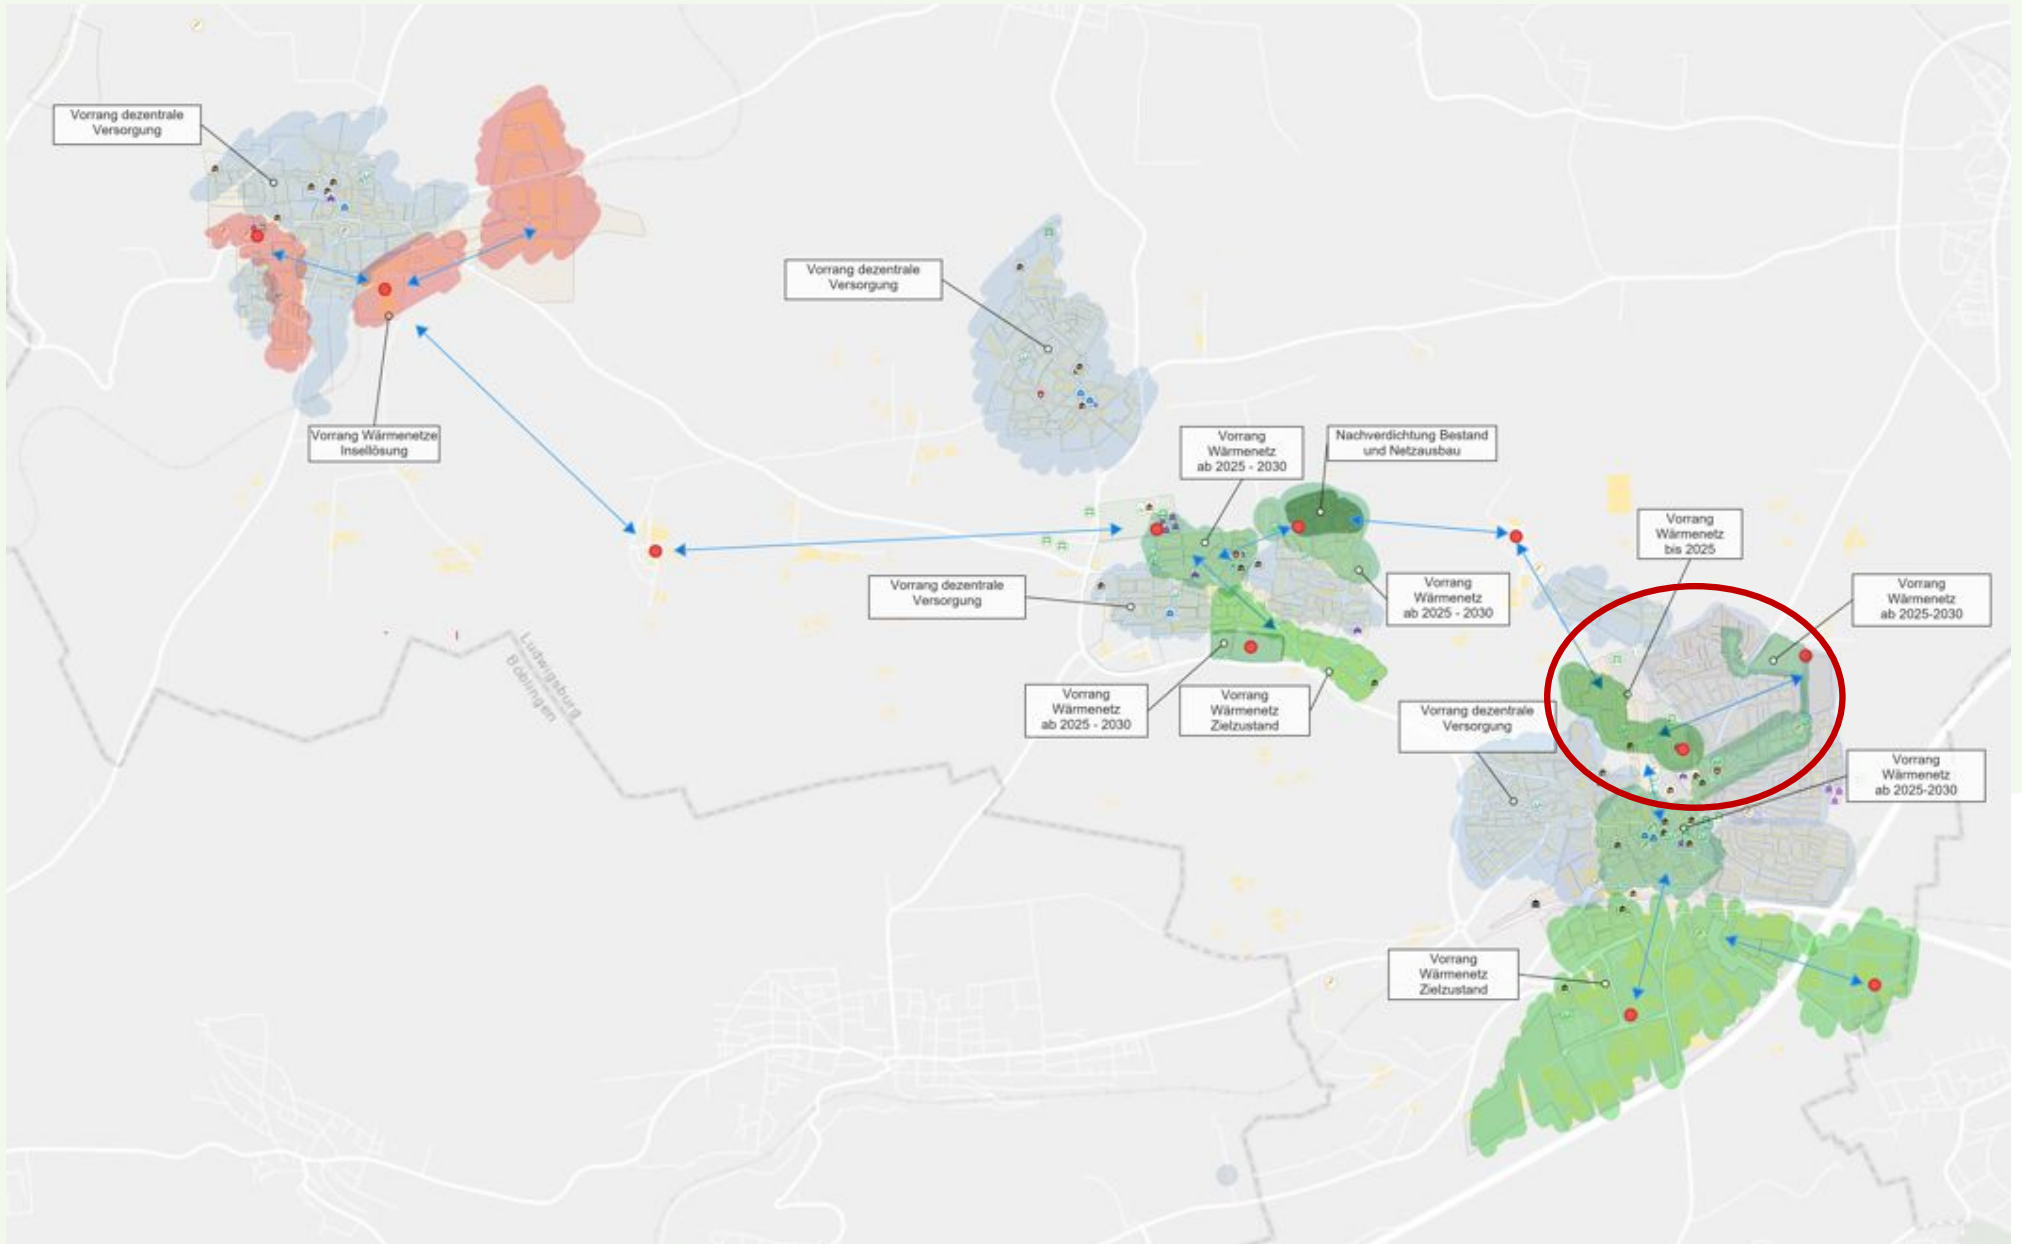 Vorrang dezentrale
Versorgung
Vorrang dezentrale
Versorgung
Vorrang Wärmenetze
Insellösung
Vorrang
Wärmenetz
ab 2025 - 2030
Nachverdichtung Bestand
und Netzausbau
Vorrang
Wärmenetz
bis 2025
Vorrang dezentrale
Versorgung
Vorrang
Wärmenetz
ab 2025 - 2030
Vorrang
Wärmenetz
ab 2025-2030
Ludwigsburg
Böblingen
Vorrang
Wärmenetz
ab 2025 - 2030
Vorrang
Wärmenetz
Zielzustand
Vorrang dezentrale
Versorgung
Vorrang
Wärmenetz
ab 2025-2030
Vorrang
Wärmenetz
Zielzustand